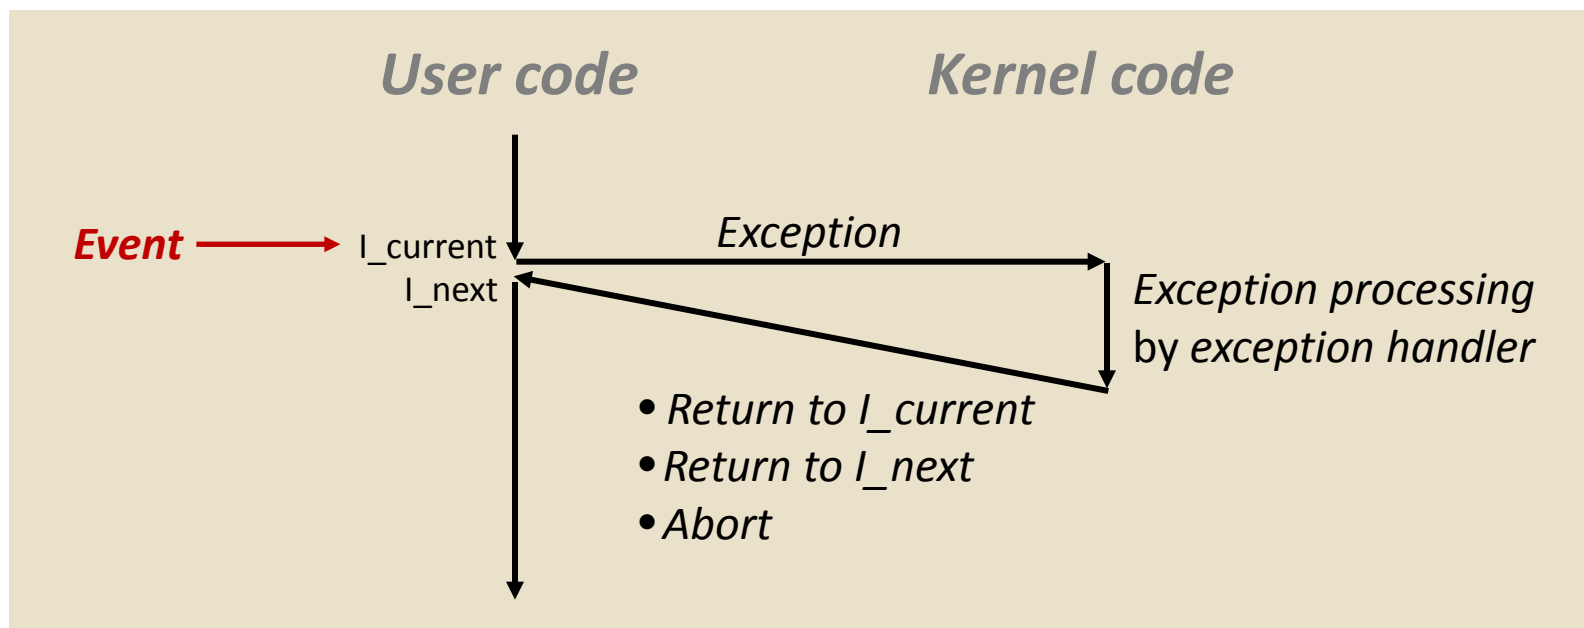 User code
Kernel code
Event
I_current
Exception
I_next
Exception processing
by exception handler
• Return to I_current
• Return to I_next
• Abort